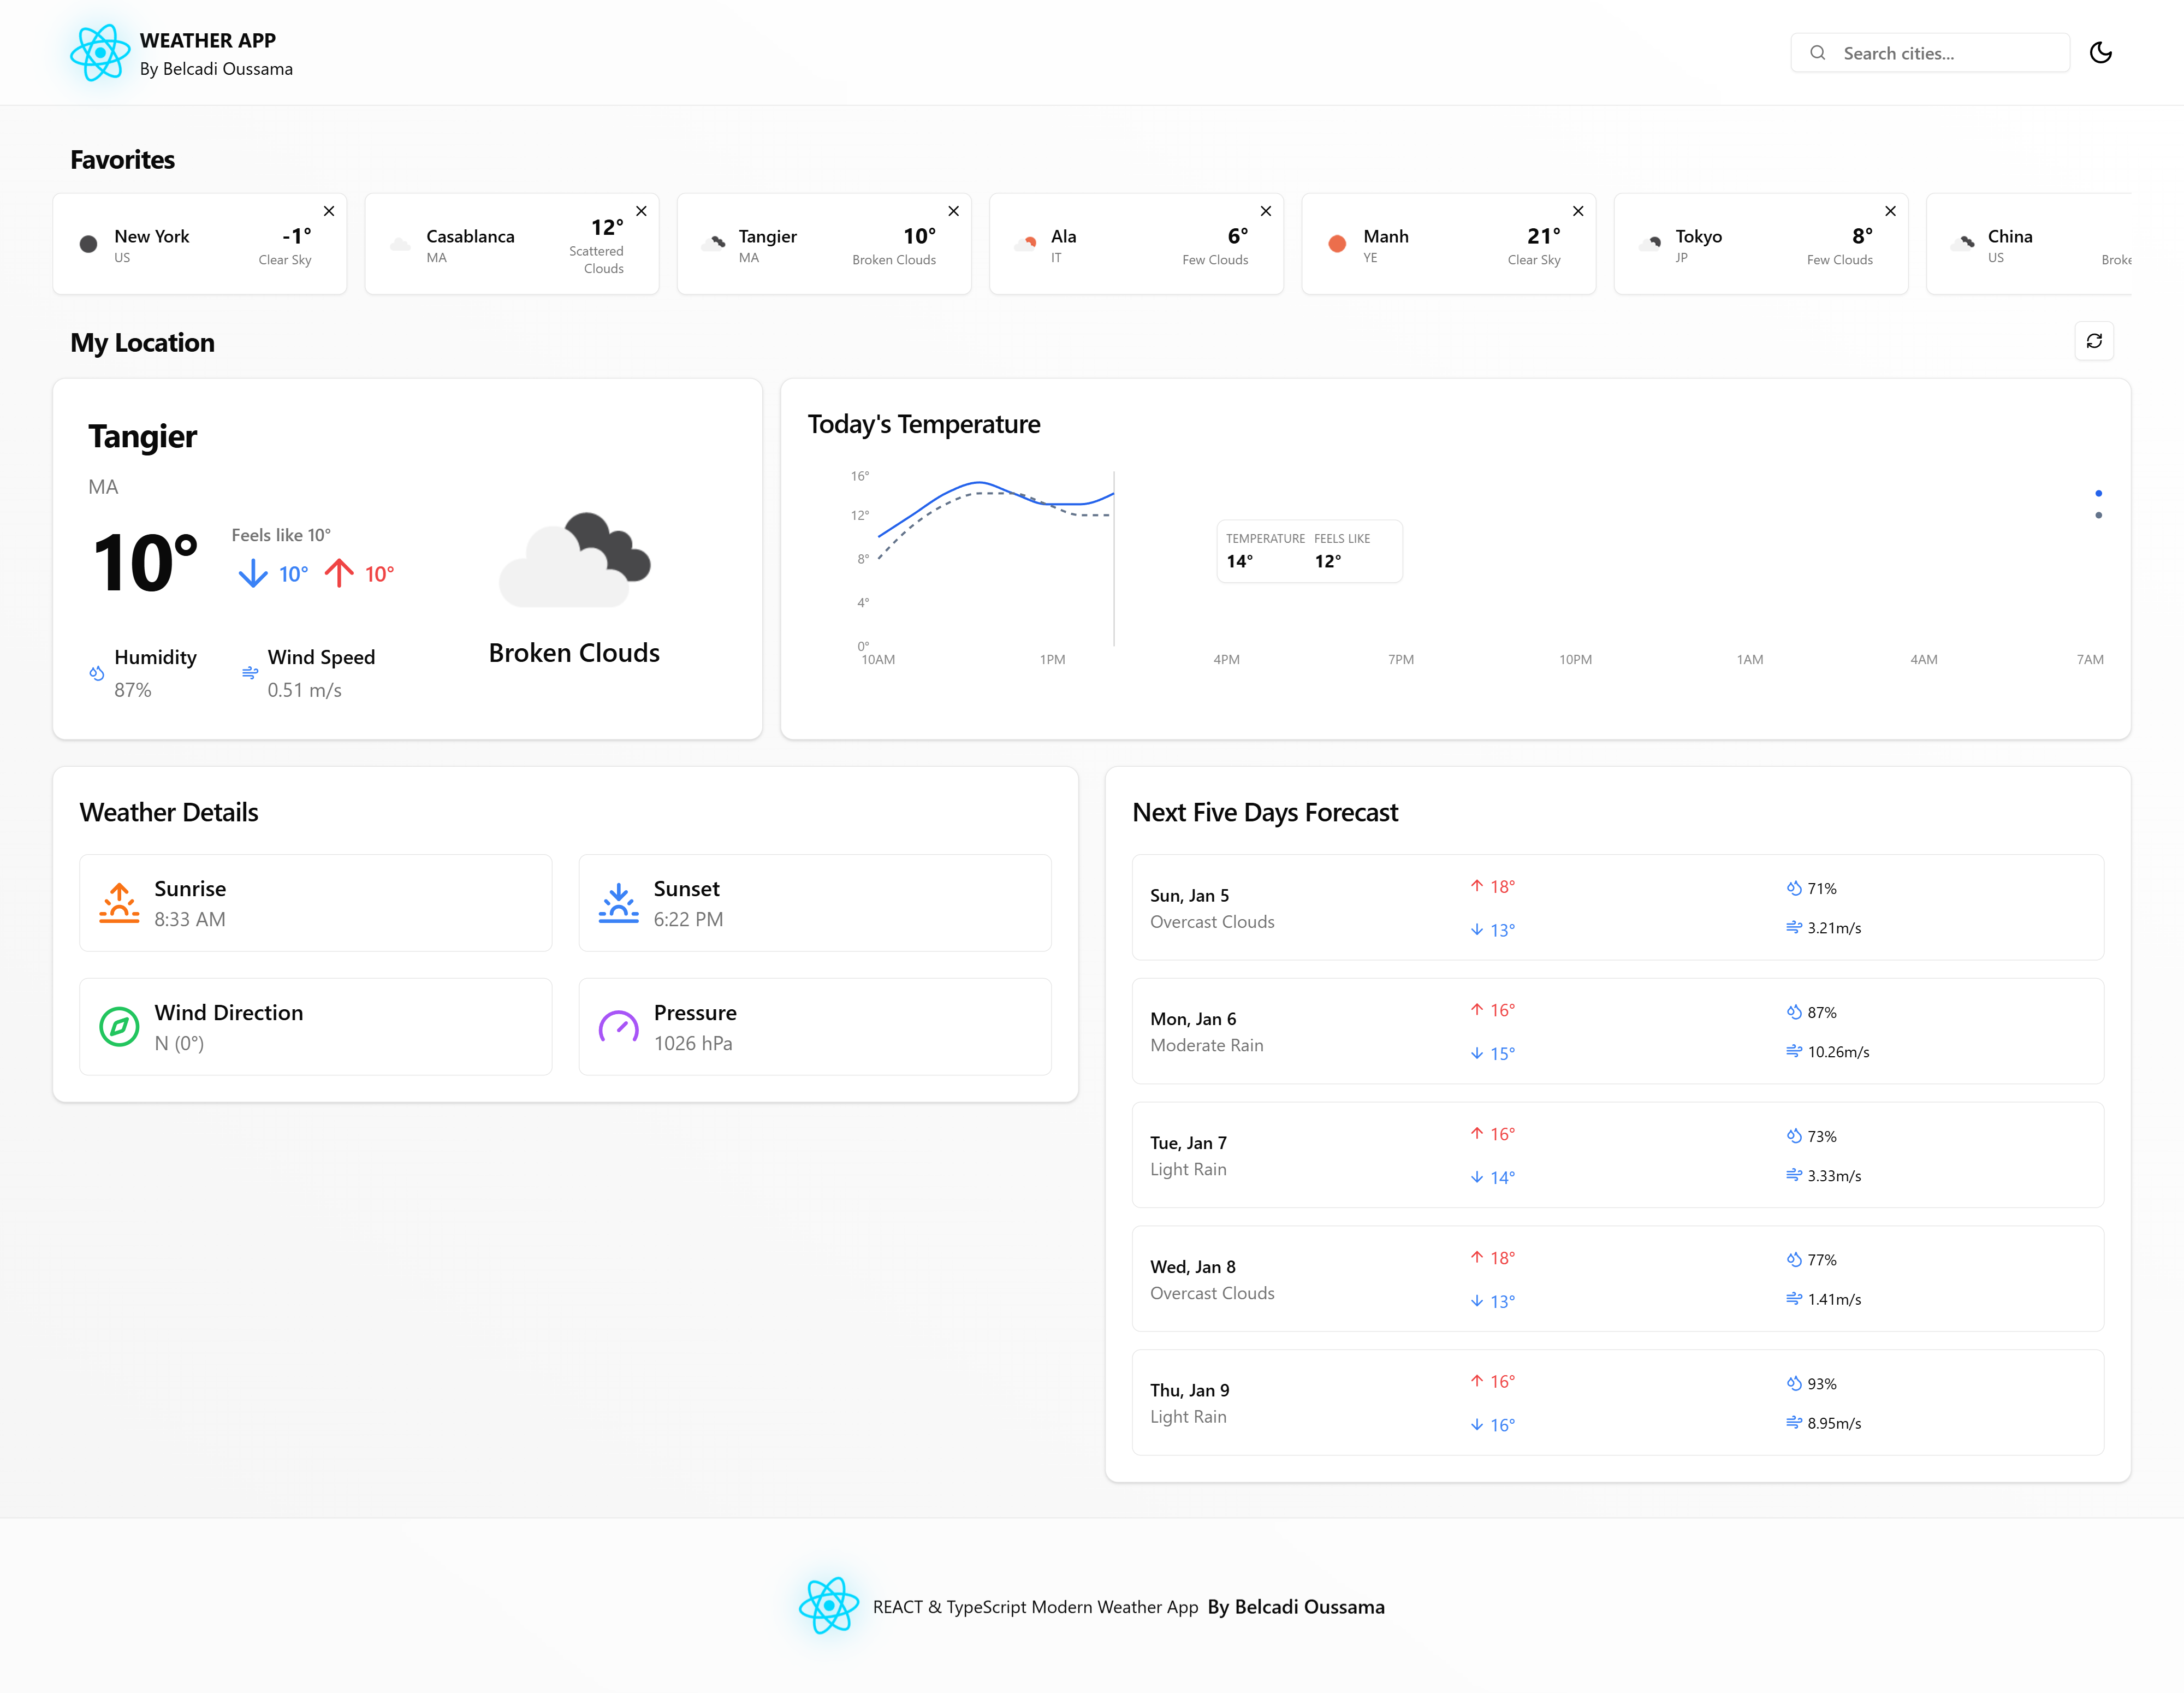 WEATHER APP
By Belcadi Oussama
Search cities...
Favorites
New York
US
-1°
Clear Sky
Casablanca
MA
12°
Scattered
Clouds
Tangier
MA
10°
Broken Clouds
Ala
IT
6°
Few Clouds
Manh
YE
21°
Clear Sky
Tokyo
JP
8°
Few Clouds
China
US
Broke
My Location
Tangier
MA
10°
Feels like 10°
10° 10°
Humidity
87%
Wind Speed
0.51 m/s
Broken Clouds
Today's Temperature
16°
12°
8°
4°
0°
TEMPERATURE FEELS LIKE
14° 12°
10AM 1PM 4PM 7PM 10PM 1AM 4AM 7AM
Weather Details
Sunrise
8:33 AM
Sunset
6:22 PM
Wind Direction
N (0°)
Pressure
1026 hPa
Next Five Days Forecast
Sun, Jan 5
Overcast Clouds
18°
13°
71%
3.21m/s
Mon, Jan 6
Moderate Rain
16°
15°
87%
10.26m/s
Tue, Jan 7
Light Rain
16°
14°
73%
3.33m/s
Wed, Jan 8
Overcast Clouds
18°
13°
77%
1.41m/s
Thu, Jan 9
Light Rain
16°
16°
93%
8.95m/s
REACT & TypeScript Modern Weather App By Belcadi Oussama